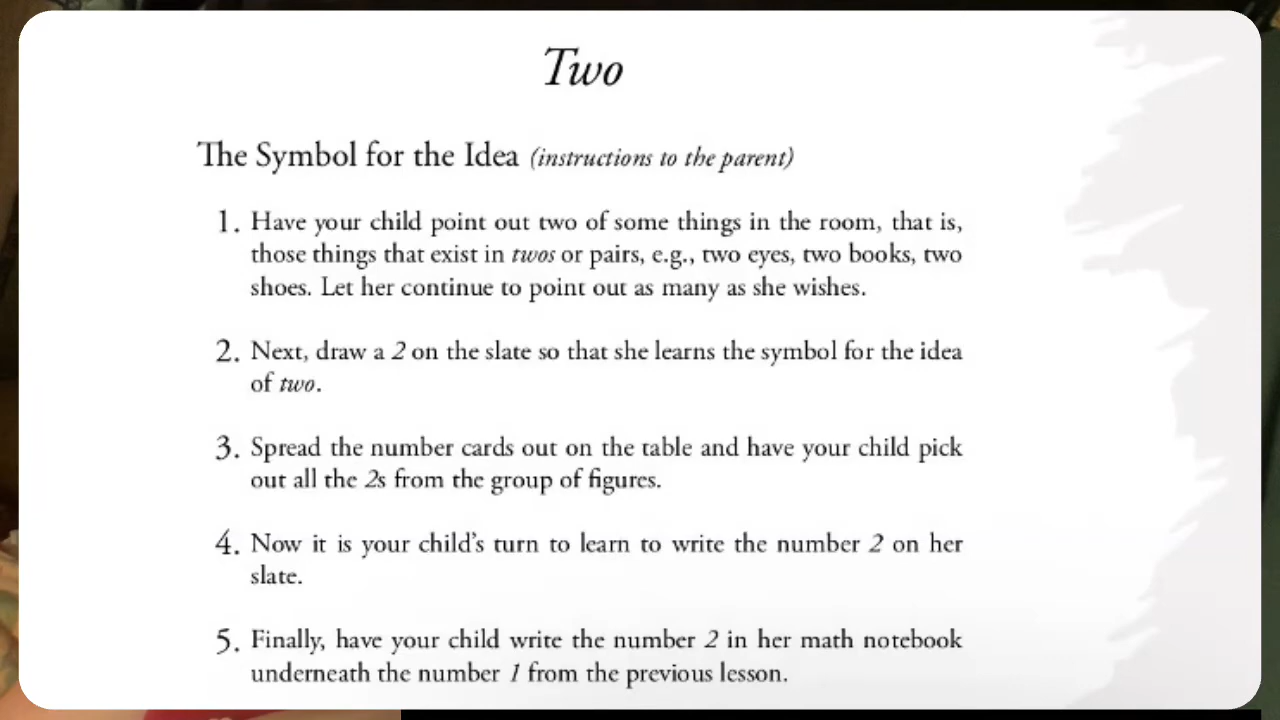 Two
The Symbol for the Idea (instructions to the parent)
1. Have your child point out two of some things in the room, that is,
those things that exist in twos or pairs, e.g., two eyes, two books, two
shoes. Let her continue to point out as many as she wishes.
2. Next, draw a 2 on the slate so that she learns the symbol for the idea
of two.
3. Spread the number cards out on the table and have your child pick
out all the 2s from the group of figures.
4. Now it is your child's turn to learn to write the number 2 on her
slate.
5. Finally, have your child write the number 2 in her math notebook
underneath the number 1 from the previous lesson.